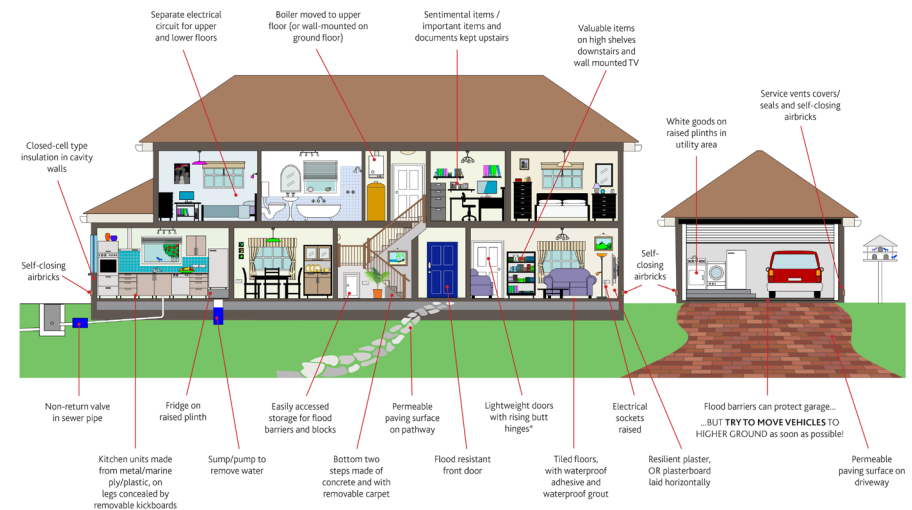 Separate electrical
circuit for upper
and lower floors
Boiler moved to upper
floor (or wall-mounted on
ground floor)
Sentimental items /
important items and
documents kept upstairs
Valuable items
on high shelves
downstairs and
wall mounted TV
Service vents covers/
seals and self-closing
airbricks
White goods on
raised plinths in
utility area
Closed-cell type
insulation in cavity
walls
Self-closing
airbricks
Self-
closing
airbricks
Non-return valve
in sewer pipe
Fridge on
raised plinth
Easily accessed
storage for flood
barriers and blocks
Permeable
paving surface
on pathway
Lightweight doors
with rising butt
hinges*
Electrical
sockets
raised
Flood barriers can protect garage...
...BUT TRY TO MOVE VEHICLES TO
HIGHER GROUND as soon as possible!
Kitchen units made
from metal/marine
ply/plastic, on
legs concealed by
removable kickboards
Sump/pump to
remove water
Bottom two
steps made of
concrete and with
removable carpet
Flood resistant
front door
Tiled floors,
with waterproof
adhesive and
waterproof grout
Resilient plaster,
OR plasterboard
laid horizontally
Permeable
paving surface on
driveway